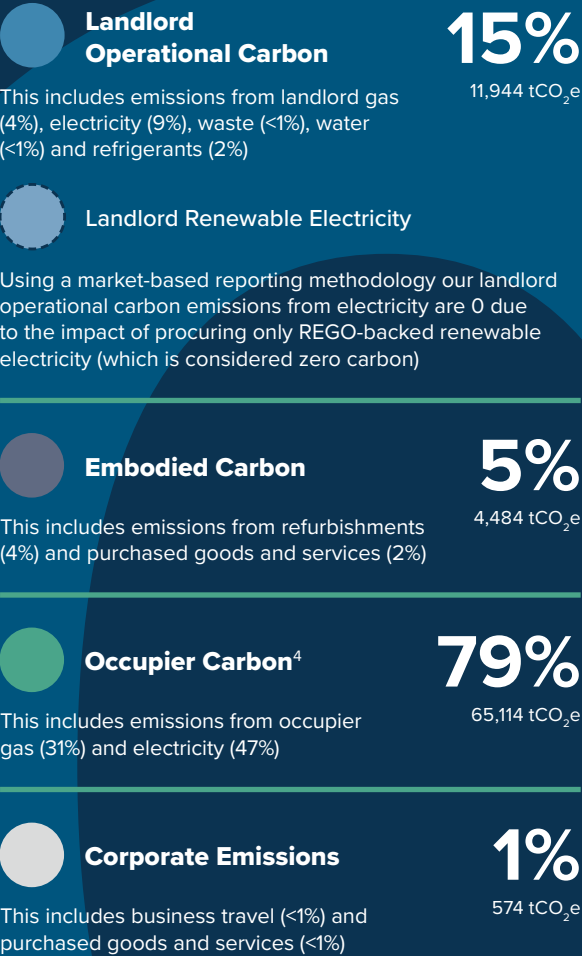 Landlord
Operational Carbon
15%
11,944 tCO₂e
This includes emissions from landlord gas
(4%), electricity (9%), waste (<1%), water
(<1%) and refrigerants (2%)
Landlord Renewable Electricity
Using a market-based reporting methodology our landlord
operational carbon emissions from electricity are 0 due
to the impact of procuring only REGO-backed renewable
electricity (which is considered zero carbon)
Embodied Carbon
5%
4,484 tCO₂e
This includes emissions from refurbishments
(4%) and purchased goods and services (2%)
Occupier Carbon⁴
79%
65,114 tCO₂e
This includes emissions from occupier
gas (31%) and electricity (47%)
Corporate Emissions
1%
574 tCO₂e
This includes business travel (<1%) and
purchased goods and services (<1%)